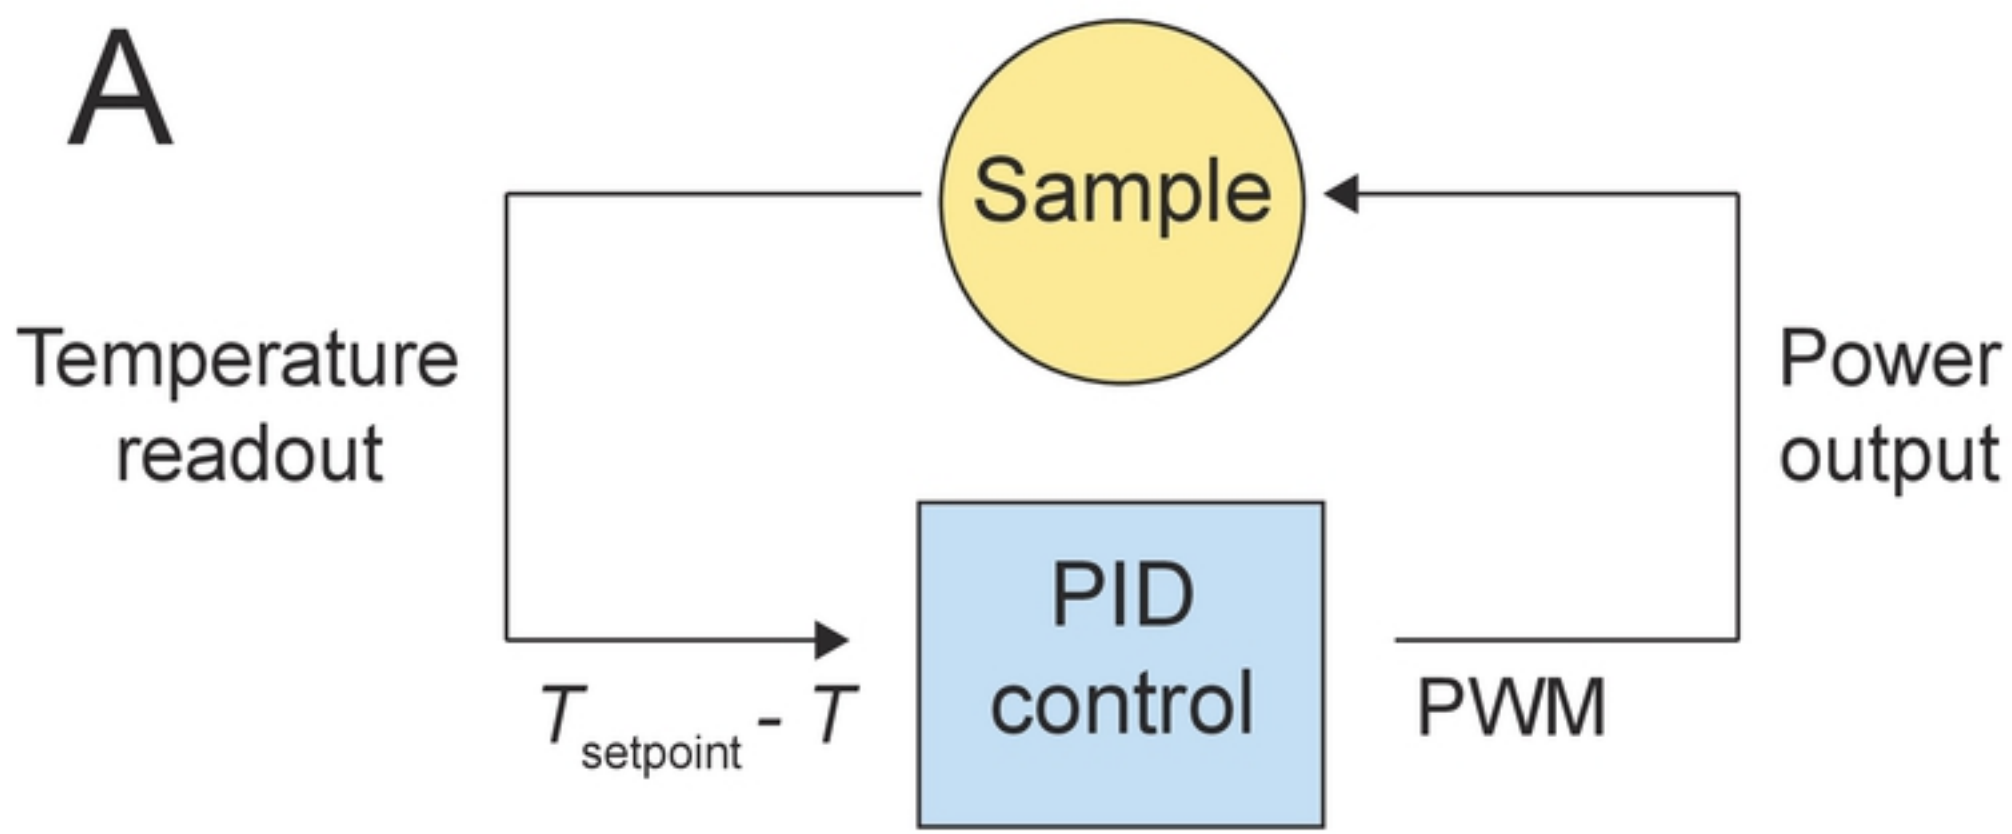 A
Sample
Temperature
readout
Power
output
PID
control
Tsetpoint - T
PWM